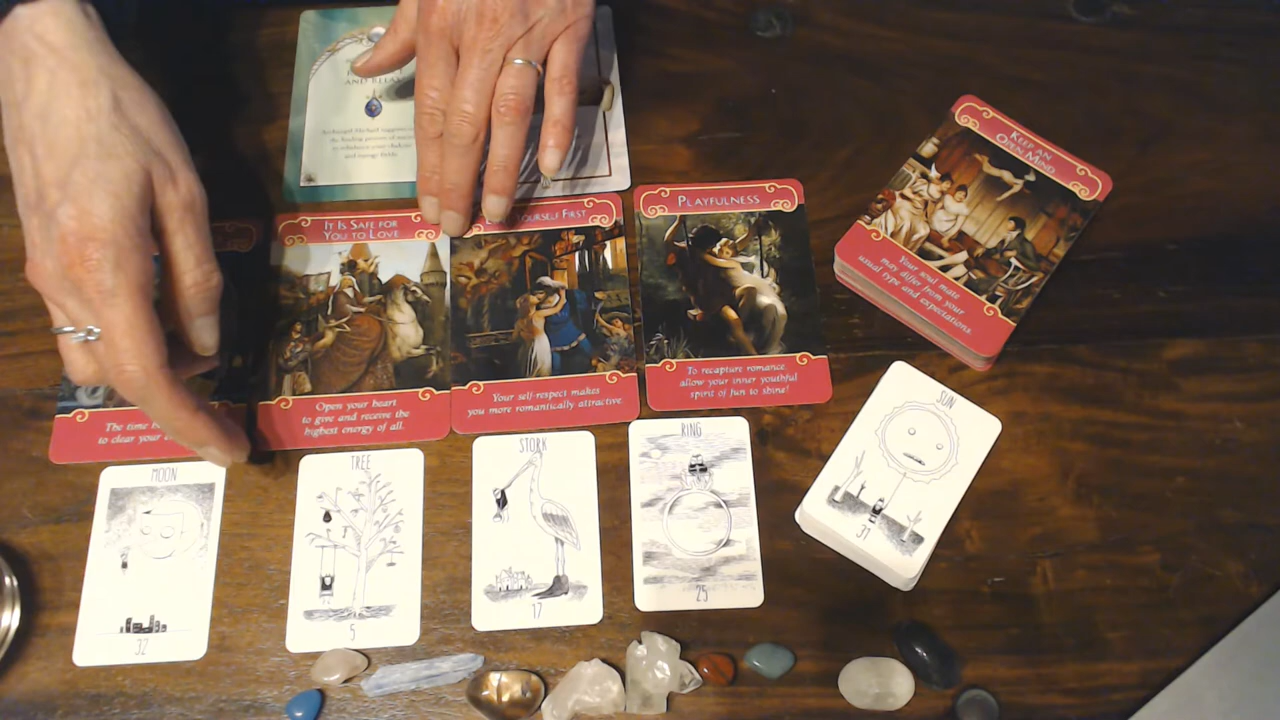 AND RELAX
Archangel Michael
the healing powers of
to rebalance your chakras
and energy fields
IT IS SAFE FOR
YOU TO LOVE
Open your heart
to give and receive the
highest energy of all.
YOURSELF FIRST
Your self-respect makes
you more romantically attractive.
PLAYFULNESS
To recapture romance,
allow your inner youthful
spirit of fun to shine!
KEEP AN
OPEN MIND
Your soul mate
may differ from your
usual type and expectations.
The time
to clear your
MOON
32
TREE
5
STORK
17
RING
25
SUN
31